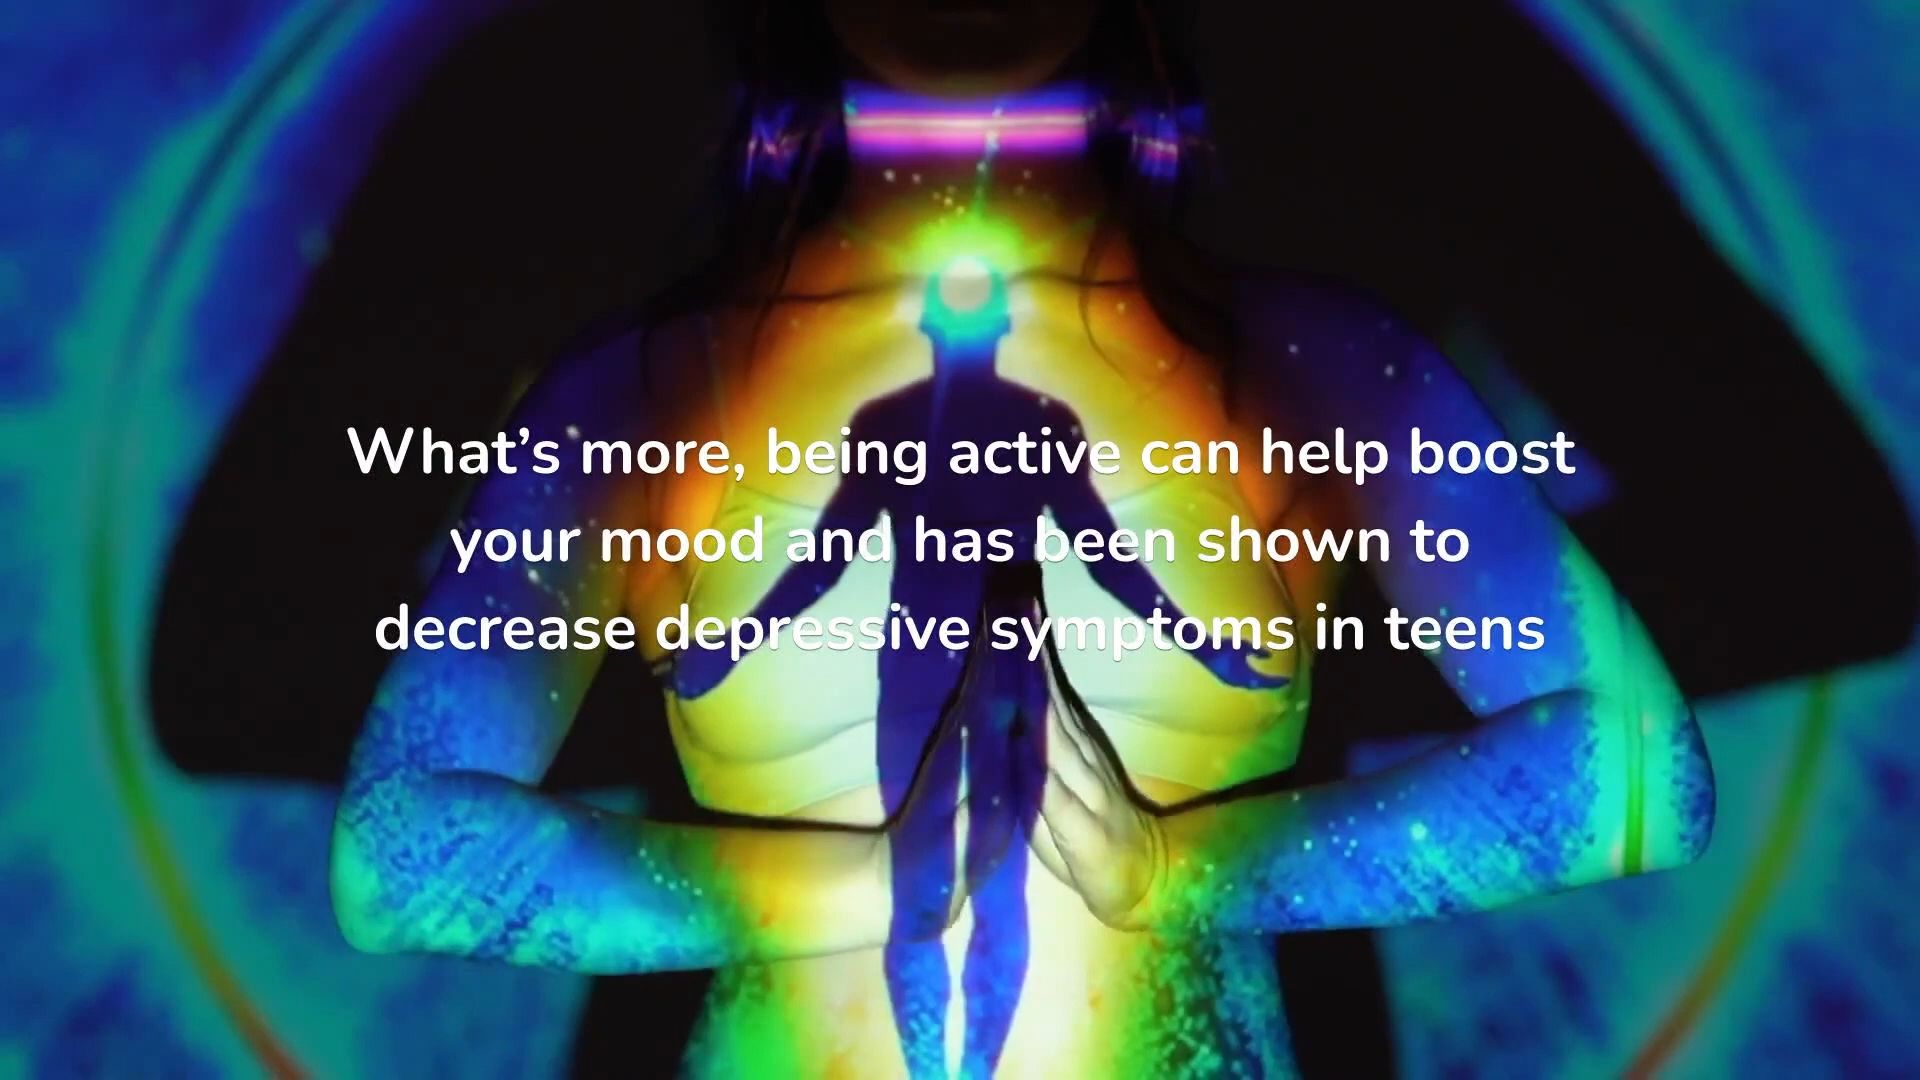 What’s more, being active can help boost
your mood and has been shown to
decrease depressive symptoms in teens